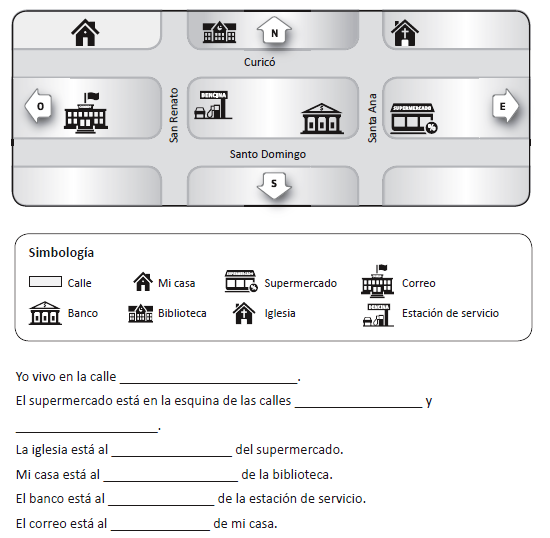 N
Curicó
BENCINA
O
San Renato
Santa Ana
SUPERMERCADO
%
E
Santo Domingo
S
Simbología
Calle
Mi casa
Supermercado
Correo
Banco
Biblioteca
Iglesia
Estación de servicio
Yo vivo en la calle _________________________.
El supermercado está en la esquina de las calles __________________ y
____________________.
La iglesia está al _________________ del supermercado.
Mi casa está al ___________________ de la biblioteca.
El banco está al _______________ de la estación de servicio.
El correo está al ______________ de mi casa.